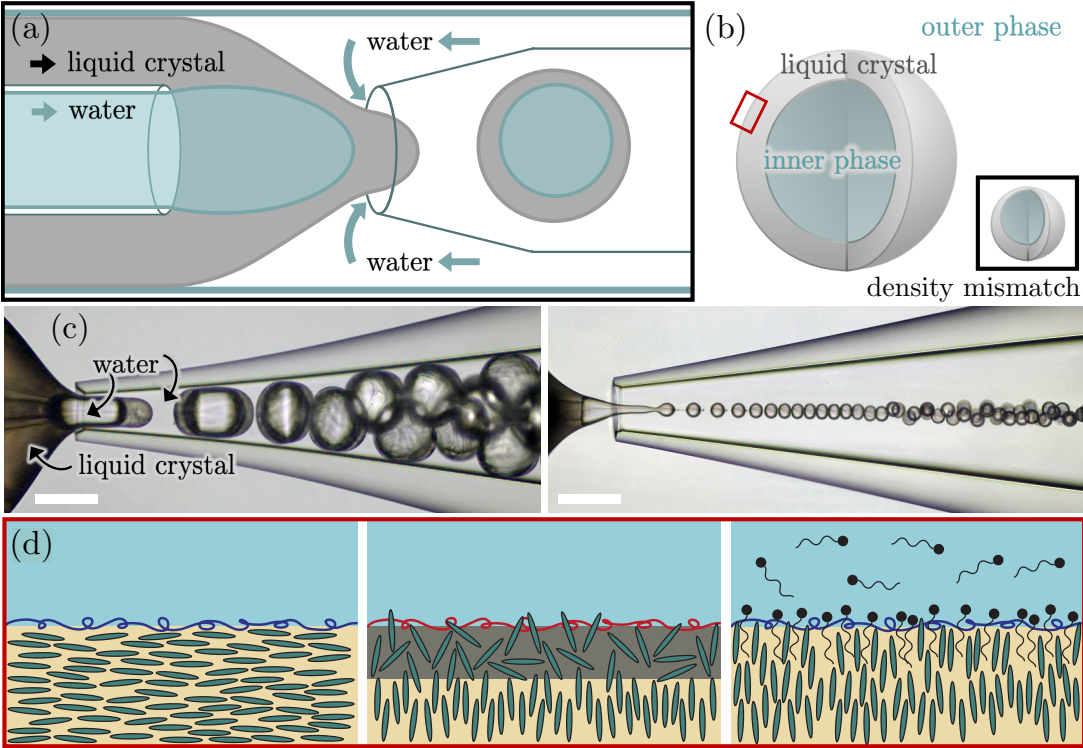 (a)
water
liquid crystal
water
water
(b)
outer phase
liquid crystal
inner phase
density mismatch
(c)
water
liquid crystal
(d)